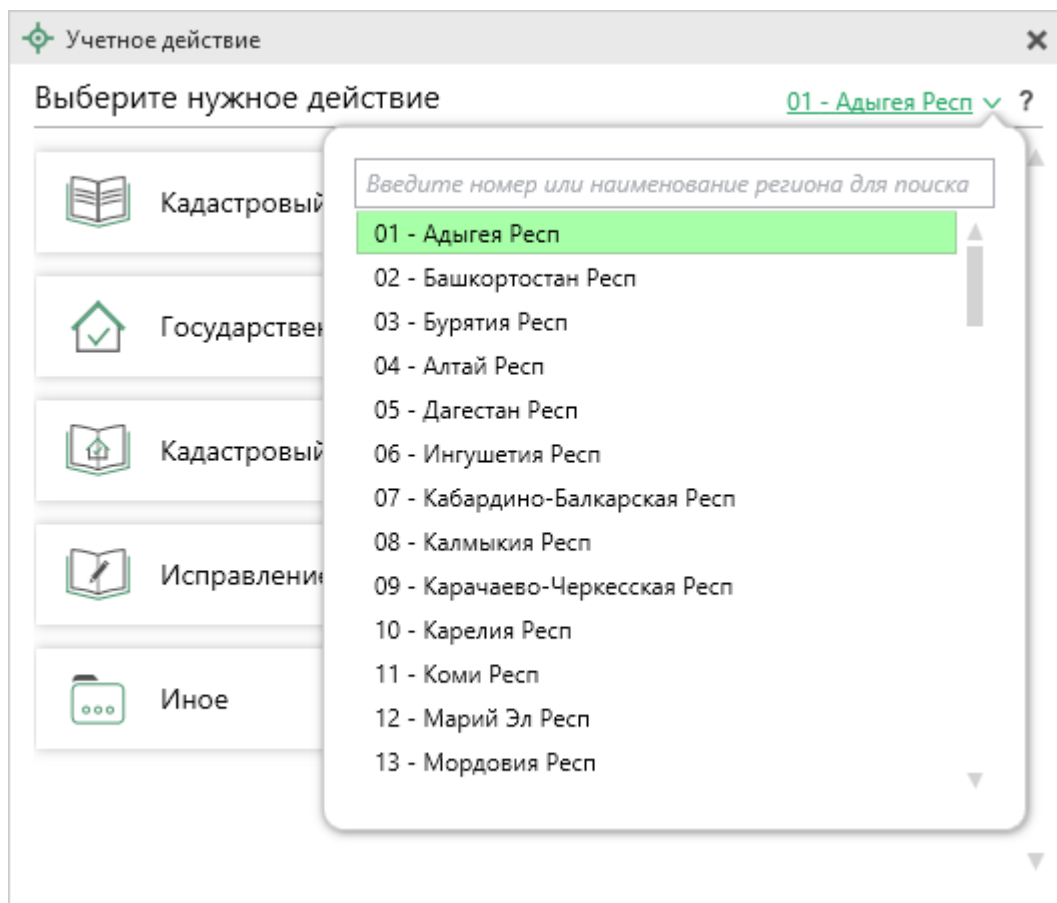 Учетное действие
Выберите нужное действие
01 - Адыгея Респ
?
Введите номер или наименование региона для поиска
01 - Адыгея Респ
02 - Башкортостан Респ
03 - Бурятия Респ
04 - Алтай Респ
05 - Дагестан Респ
06 - Ингушетия Респ
07 - Кабардино-Балкарская Респ
08 - Калмыкия Респ
09 - Карачаево-Черкесская Респ
10 - Карелия Респ
11 - Коми Респ
12 - Марий Эл Респ
13 - Мордовия Респ
Кадастровый
Государствен
Кадастровый
Исправлени
Иное